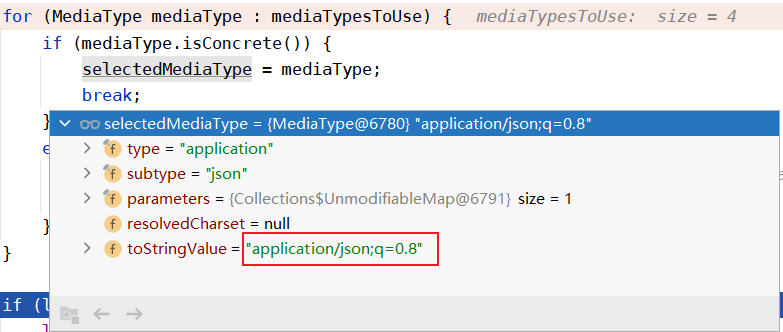 for (MediaType mediaType : mediaTypesToUse) { mediaTypesToUse: size = 4
if (mediaType.isConcrete()) {
selectedMediaType = mediaType;
break;
}
selectedMediaType = {MediaType@6780} "application/json;q=0.8"
e
type = "application"
subtype = "json"
parameters = {Collections$UnmodifiableMap@6791} size = 1
}
resolvedCharset = null
}
toStringValue = "application/json;q=0.8"
if (l